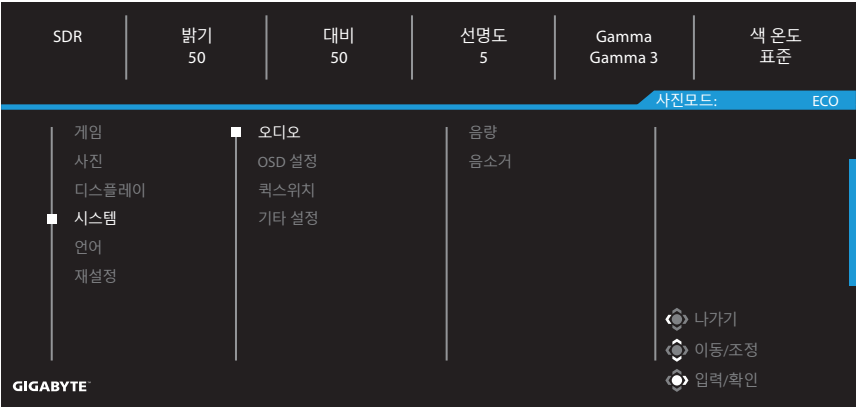 SDR
밝기
50
대비
50
선명도
5
Gamma
Gamma 3
색 온도
표준
사진모드: ECO
게임
사진
디스플레이
시스템
언어
재설정
오디오
OSD 설정
퀵스위치
기타 설정
음량
음소거
나가기
이동/조정
입력/확인
GIGABYTE™